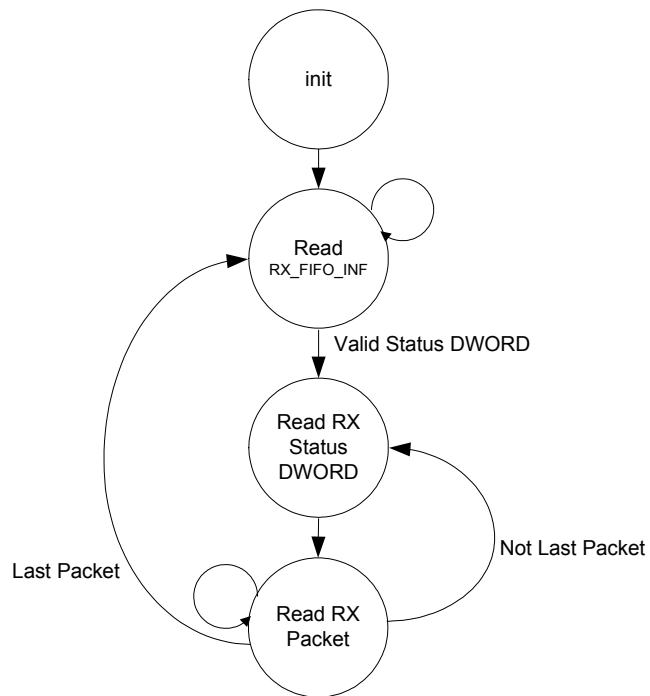 init
Read
RX_FIFO_INF
Valid Status DWORD
Read RX
Status
DWORD
Not Last Packet
Last Packet
Read RX
Packet